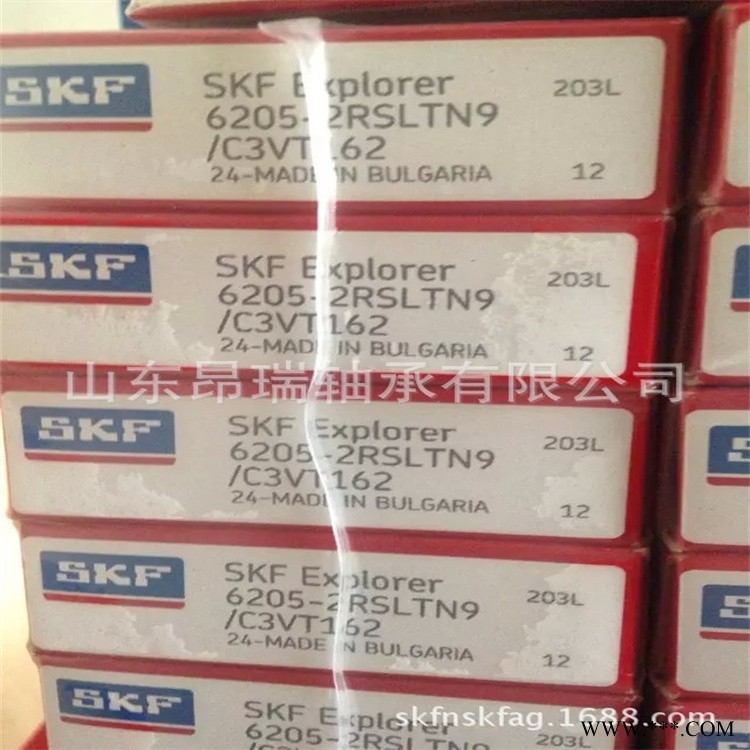 SKF
SKF Explorer
203L
6205-2RSLTN9
/C3VT162
24-MADE IN BULGARIA
12
SKF
SKF Explorer
203L
6205-2RSLTN9
/C3VT162
24-MADE IN BULGARIA
12
山东昂瑞轴承有限公司
SKF
SKF Explorer
203L
6205-2RSLTN9
/C3VT162
24-MADE IN BULGARIA
12
SKF
SKF Explorer
203L
6205-2RSLTN9
/C3VT162
24-MADE IN BULGARIA
12
SKF
SKF Explorer
203L
6205-2RSLTN9
skfnskfag.1688.com